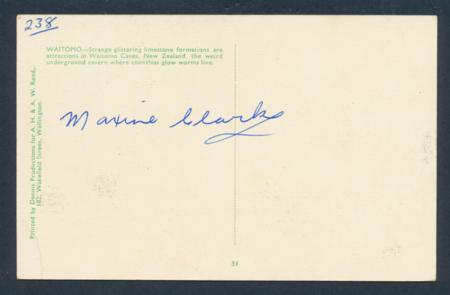 238
WAITOMO—Strange glittering limestone formations are
attractions in Waitomo Caves, New Zealand, the weird
underground cavern where countless glow worms live.
Maxine Clark
Printed by Dennis Productions for A. H. & A. W. Reed,
182, Wakefield Street, Wellington.
31